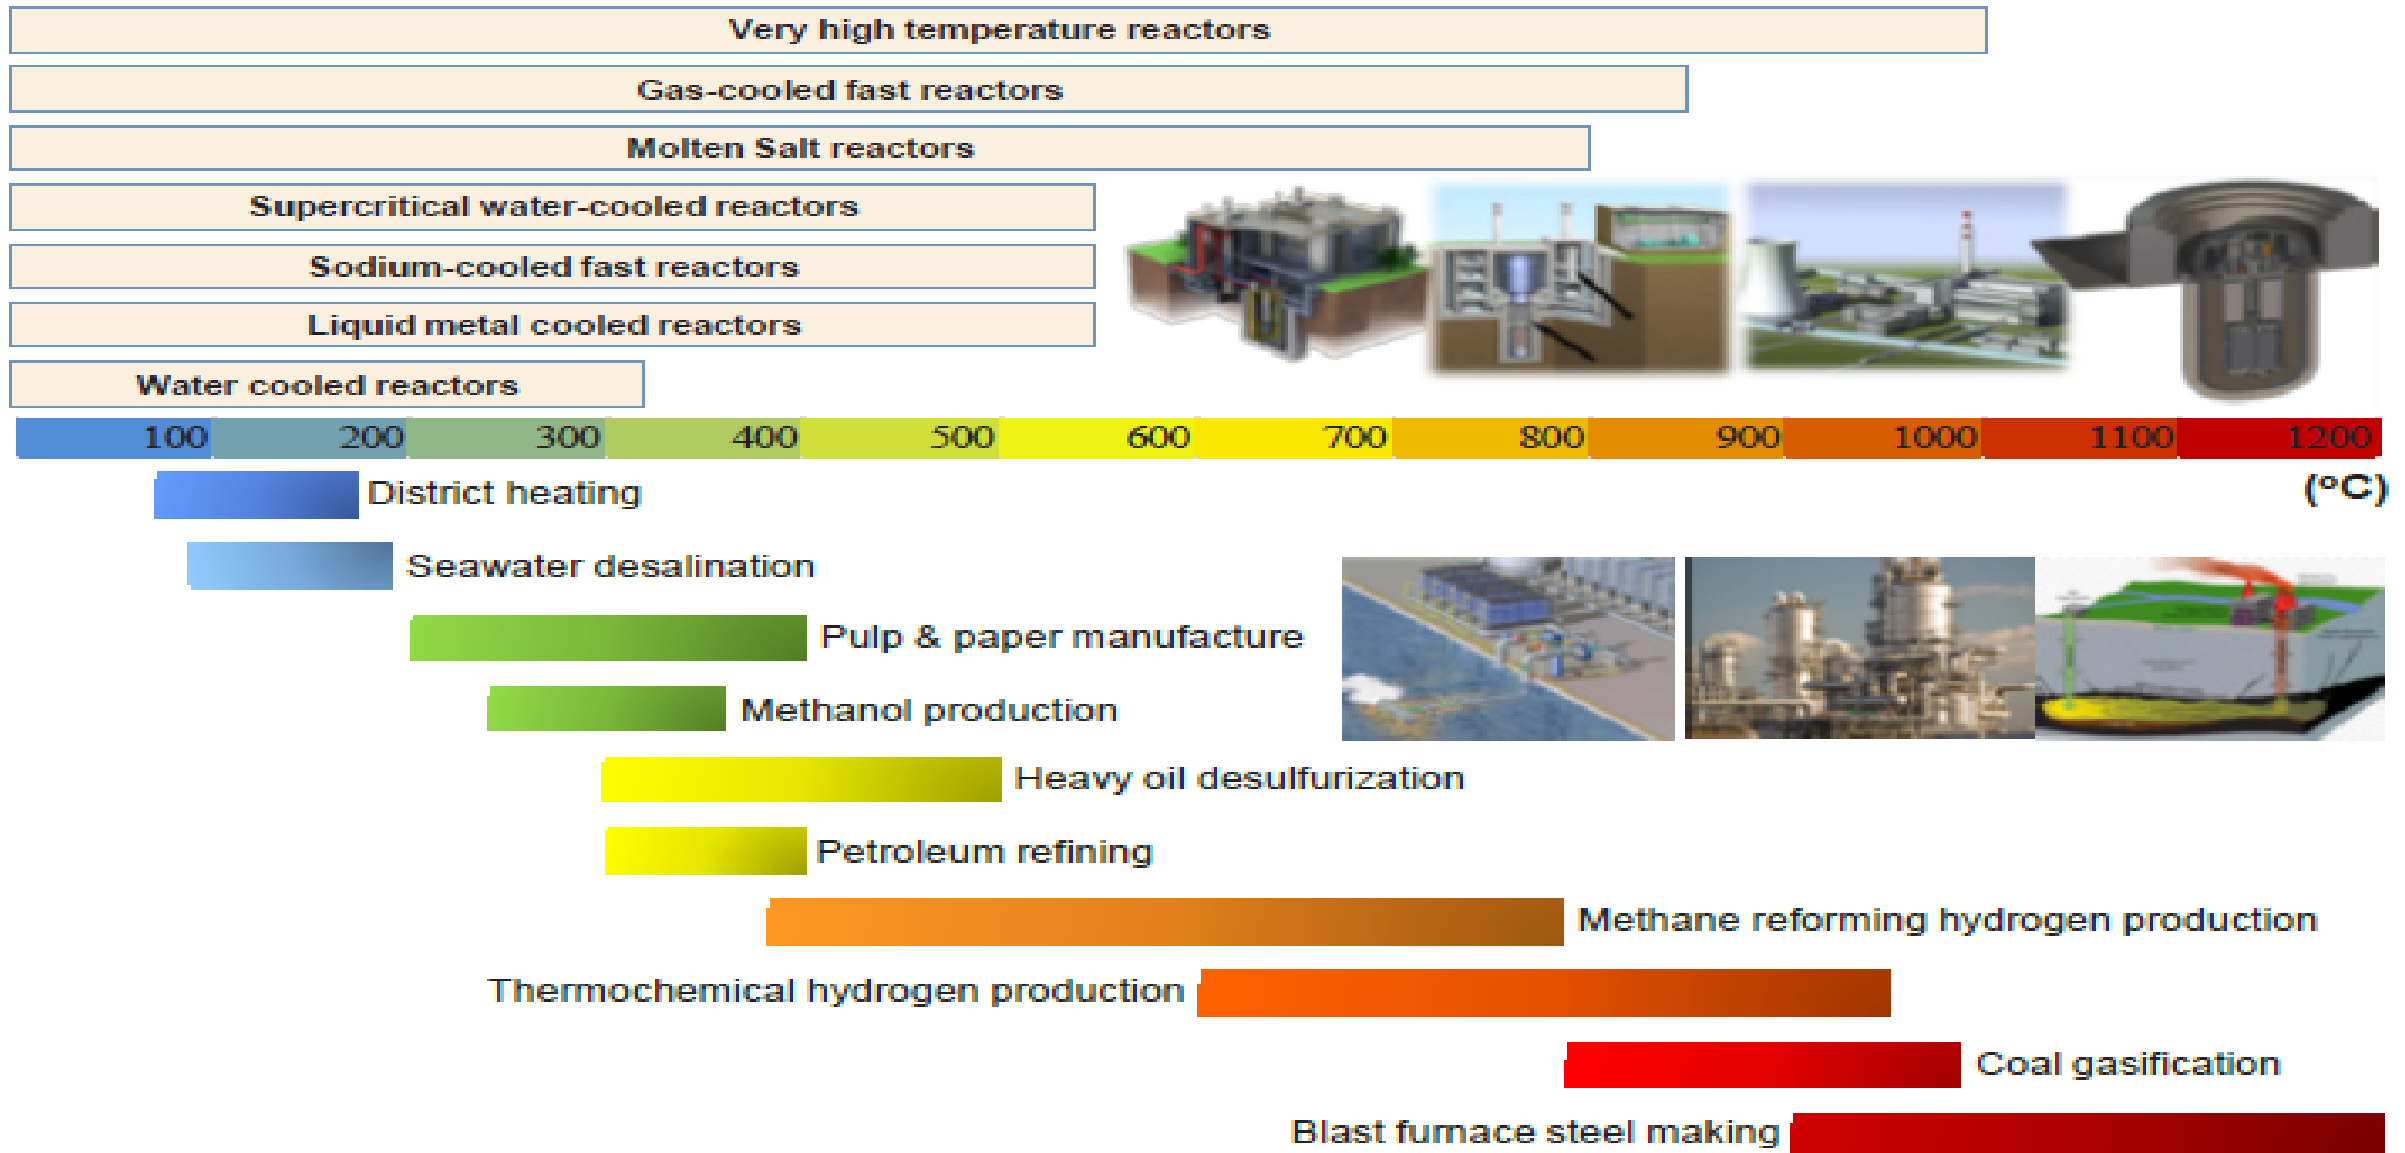 Very high temperature reactors
Gas-cooled fast reactors
Molten Salt reactors
Supercritical water-cooled reactors
Sodium-cooled fast reactors
Liquid metal cooled reactors
Water cooled reactors
100 200 300 400 500 600 700 800 900 1000 1100 1200
(°C)
District heating
Seawater desalination
Pulp & paper manufacture
Methanol production
Heavy oil desulfurization
Petroleum refining
Methane reforming hydrogen production
Thermochemical hydrogen production
Coal gasification
Blast furnace steel making